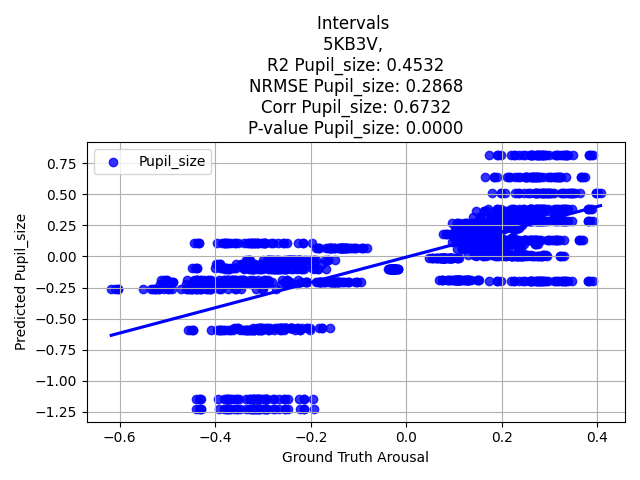 Intervals
5KB3V,
R2 Pupil_size: 0.4532
NRMSE Pupil_size: 0.2868
Corr Pupil_size: 0.6732
P-value Pupil_size: 0.0000
Pupil_size
Predicted Pupil_size
0.75
0.50
0.25
0.00
−0.25
−0.50
−0.75
−1.00
−1.25
−0.6 −0.4 −0.2 0.0 0.2 0.4
Ground Truth Arousal